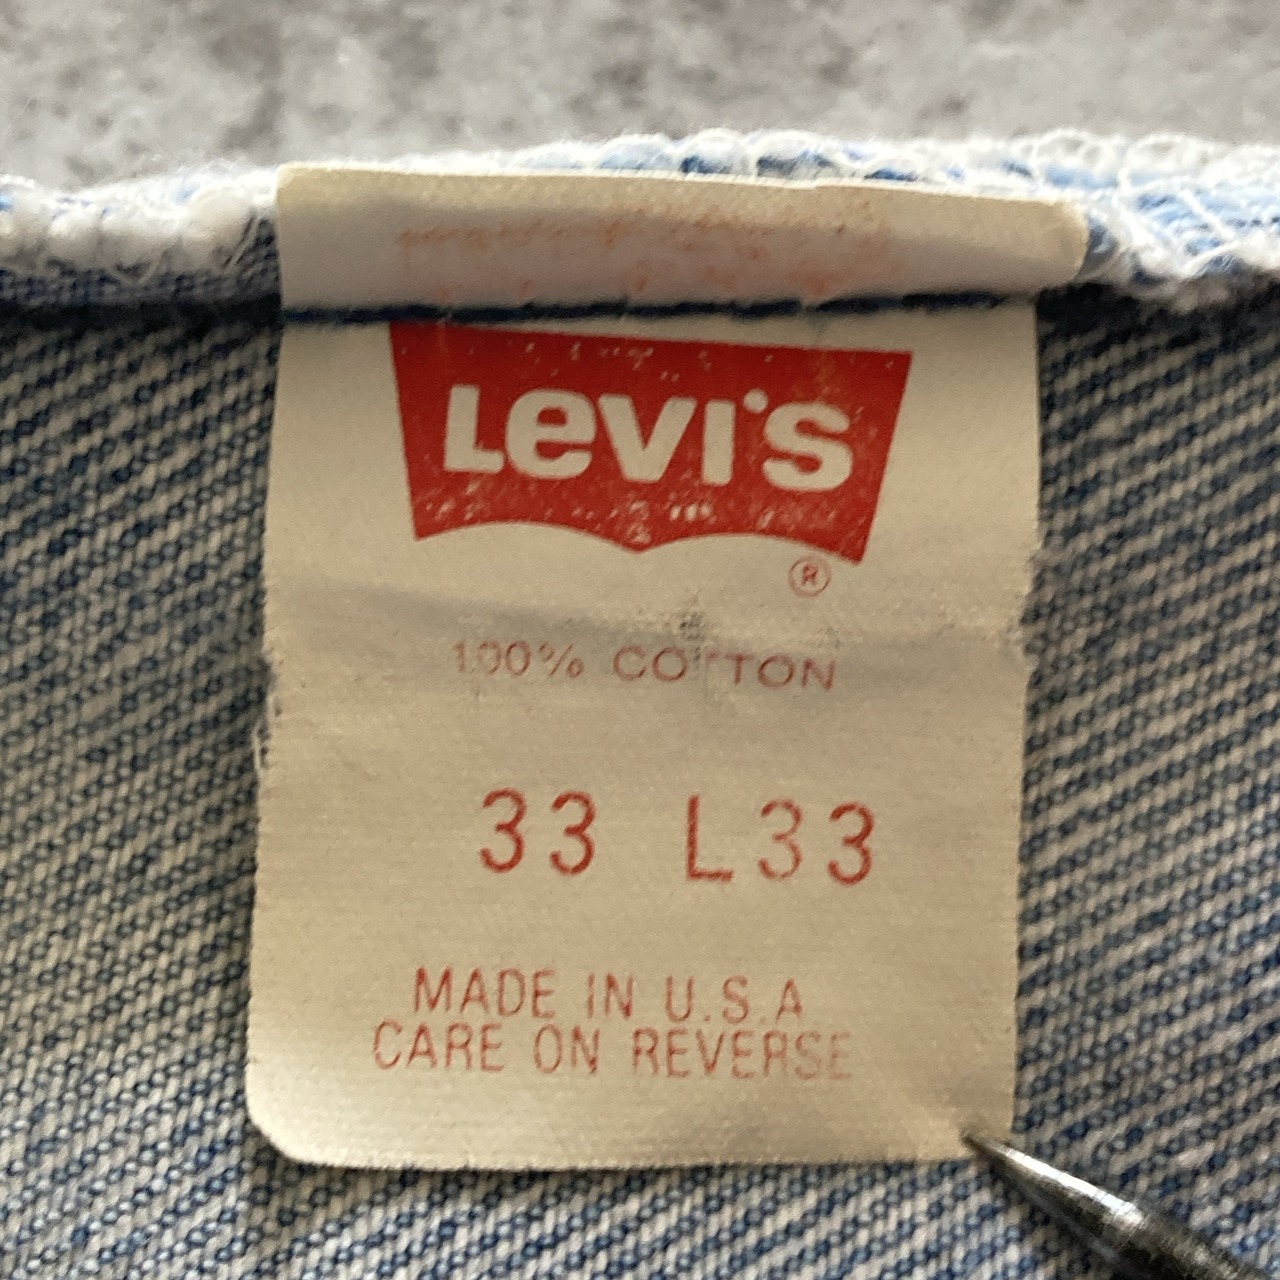 Levi's
®
100% COTTON
33 L33
MADE IN U.S.A
CARE ON REVERSE